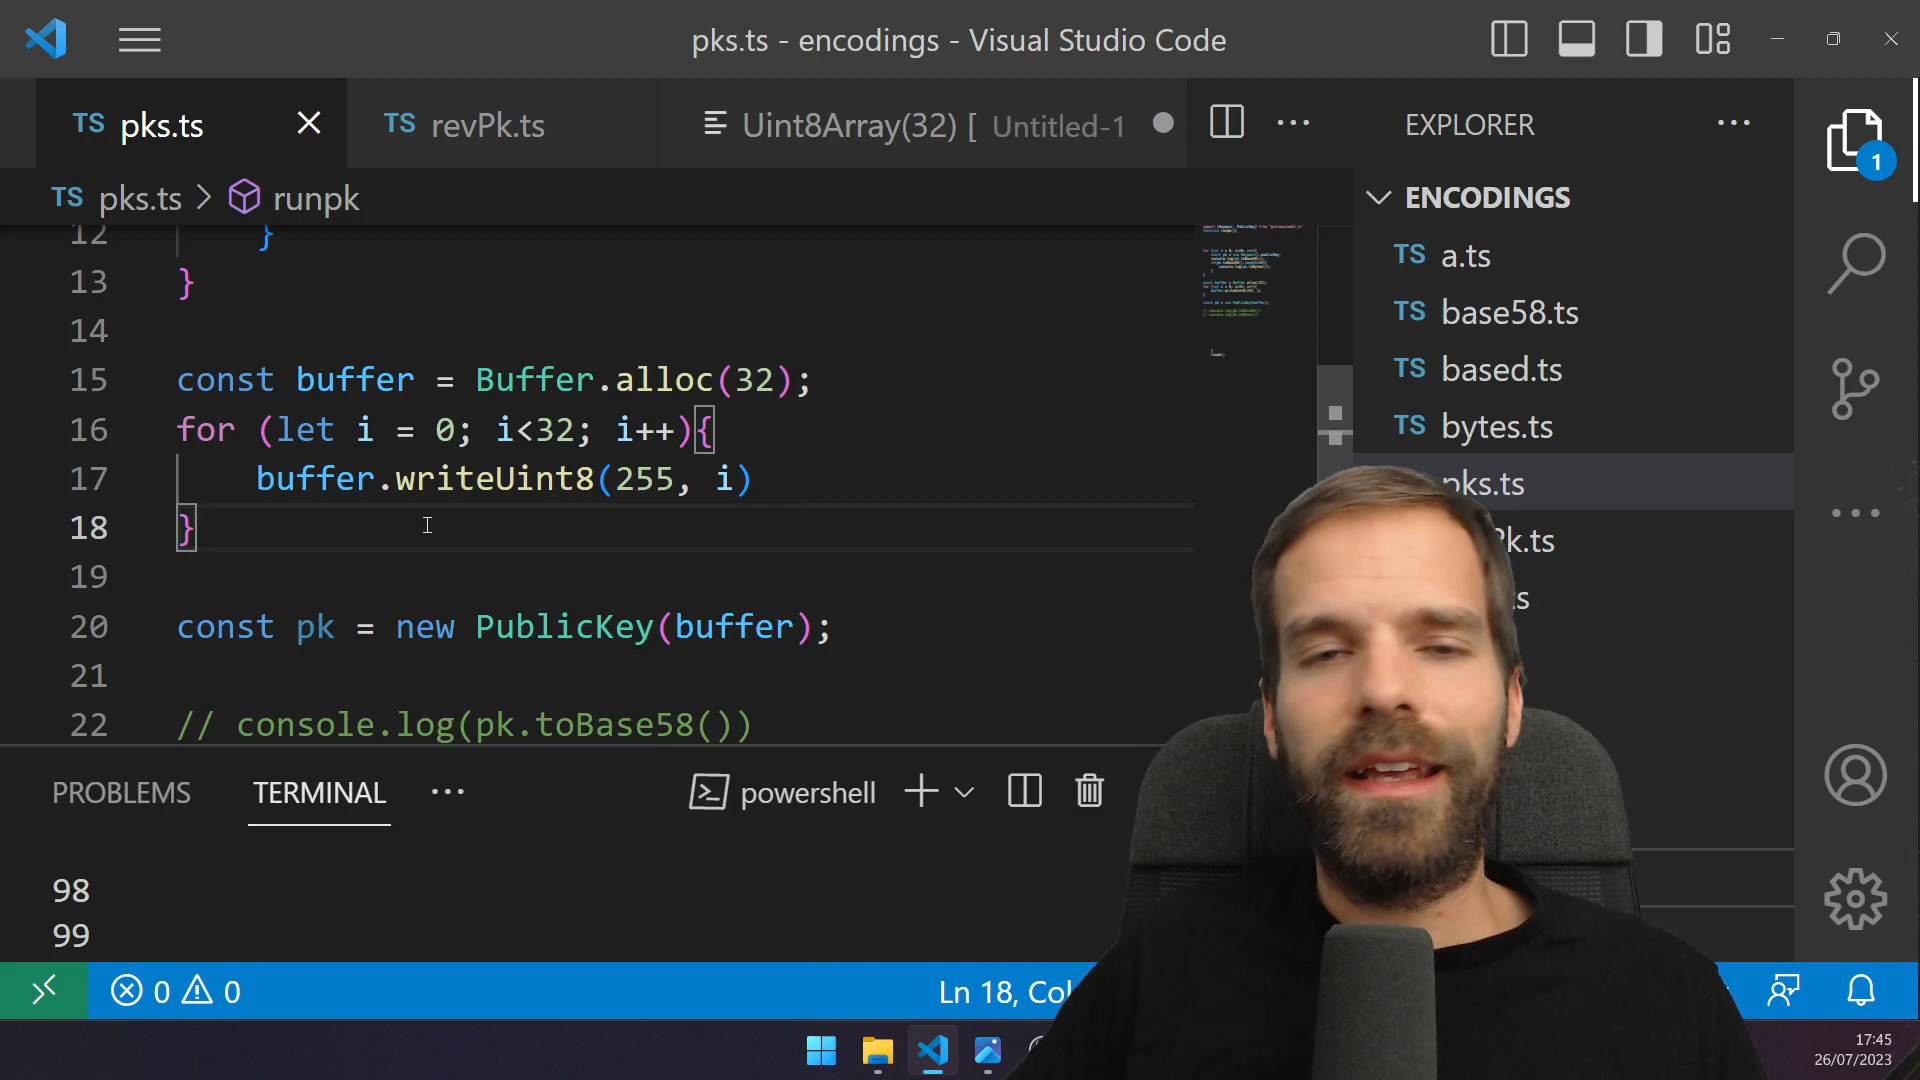 pks.ts - encodings - Visual Studio Code
TS pks.ts
TS revPk.ts
Uint8Array(32) [ Untitled-1
EXPLORER
1
TS pks.ts > runpk
ENCODINGS
TS a.ts
TS base58.ts
TS based.ts
TS bytes.ts
pks.ts
k.ts
ts
12 }
13 }
14
15 const buffer = Buffer.alloc(32);
16 for (let i = 0; i<32; i++){
17 buffer.writeUint8(255, i)
18 }
19
20 const pk = new PublicKey(buffer);
21
22 // console.log(pk.toBase58())
PROBLEMS
TERMINAL
powershell
98
99
0 0
Ln 18, Col
17:45
26/07/2023